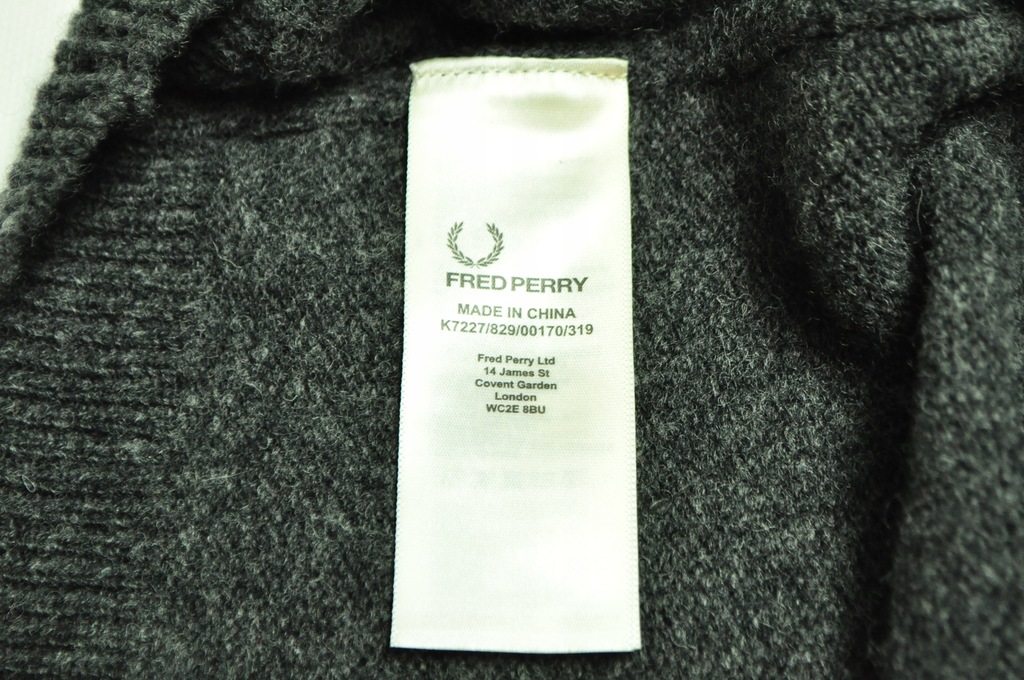 FRED PERRY
MADE IN CHINA
K7227/829/00170/319
Fred Perry Ltd
14 James St
Covent Garden
London
WC2E 8BU